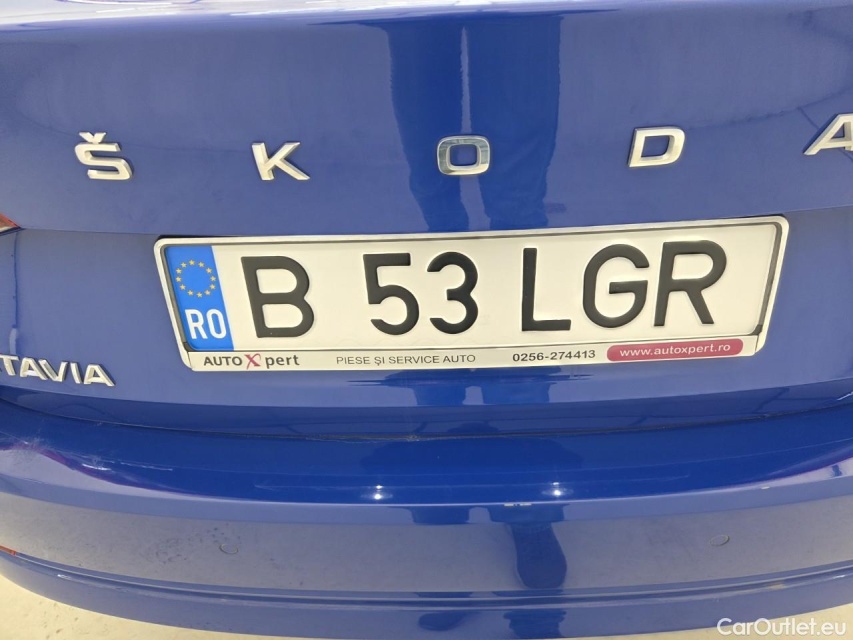 ŠKODA
RO B 53 LGR
AUTO Xpert PIESE ŞI SERVICE AUTO 0256-274413 www.autoxpert.ro
TAVIA
CarOutlet.eu